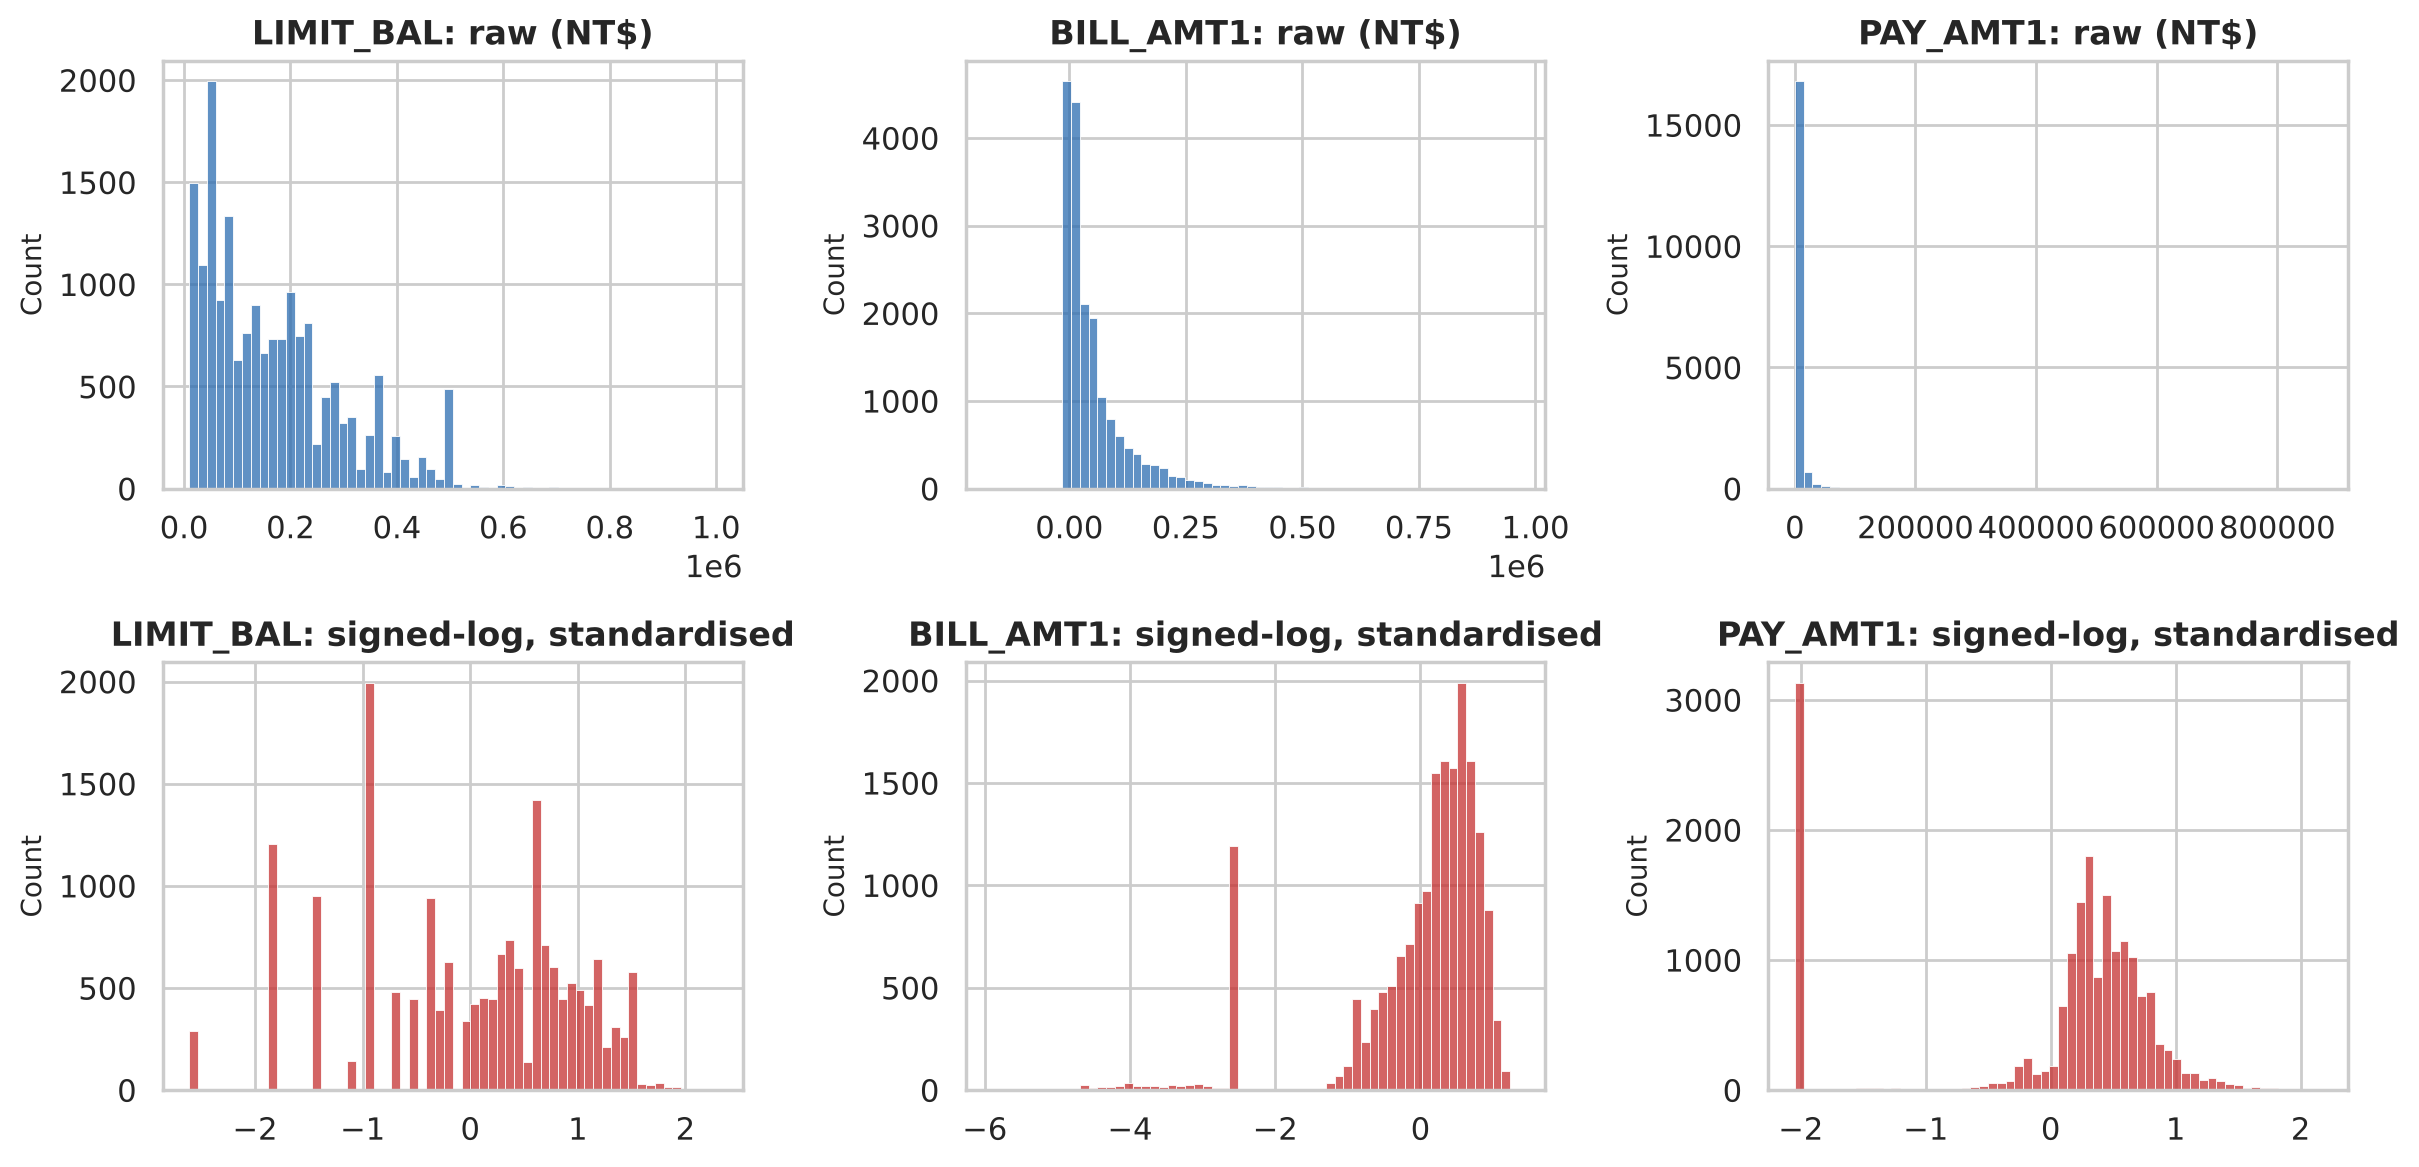 LIMIT_BAL: raw (NT$)
Count
2000
1500
1000
500
0
0.0 0.2 0.4 0.6 0.8 1.0
1e6
BILL_AMT1: raw (NT$)
Count
4000
3000
2000
1000
0
0.00 0.25 0.50 0.75 1.00
1e6
PAY_AMT1: raw (NT$)
Count
15000
10000
5000
0
0 200000 400000 600000 800000
LIMIT_BAL: signed-log, standardised
Count
2000
1500
1000
500
0
−2 −1 0 1 2
BILL_AMT1: signed-log, standardised
Count
2000
1500
1000
500
0
−6 −4 −2 0
PAY_AMT1: signed-log, standardised
Count
3000
2000
1000
0
−2 −1 0 1 2